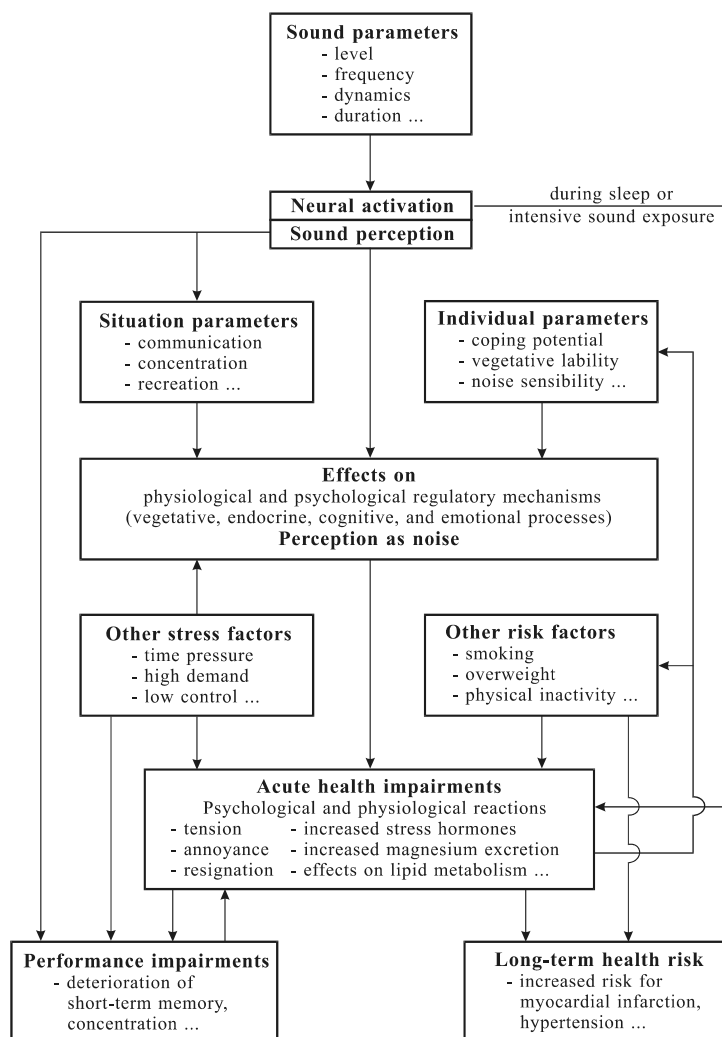 Sound parameters
- level
- frequency
- dynamics
- duration ...
Neural activation
during sleep or
intensive sound exposure
Sound perception
Situation parameters
- communication
- concentration
- recreation ...
Individual parameters
- coping potential
- vegetative lability
- noise sensibility ...
Effects on
physiological and psychological regulatory mechanisms
(vegetative, endocrine, cognitive, and emotional processes)
Perception as noise
Other stress factors
- time pressure
- high demand
- low control ...
Other risk factors
- smoking
- overweight
- physical inactivity ...
Acute health impairments
Psychological and physiological reactions
- tension
- annoyance
- resignation
- increased stress hormones
- increased magnesium excretion
- effects on lipid metabolism ...
Performance impairments
- deterioration of
short-term memory,
concentration ...
Long-term health risk
- increased risk for
myocardial infarction,
hypertension ...